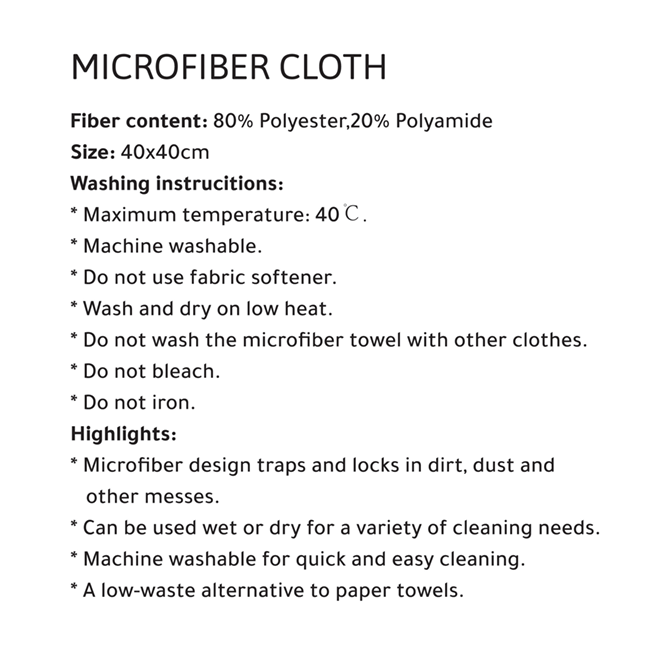 MICROFIBER CLOTH
Fiber content: 80% Polyester,20% Polyamide
Size: 40x40cm
Washing instrucitions:
* Maximum temperature: 40℃.
* Machine washable.
* Do not use fabric softener.
* Wash and dry on low heat.
* Do not wash the microfiber towel with other clothes.
* Do not bleach.
* Do not iron.
Highlights:
* Microfiber design traps and locks in dirt, dust and
other messes.
* Can be used wet or dry for a variety of cleaning needs.
* Machine washable for quick and easy cleaning.
* A low-waste alternative to paper towels.